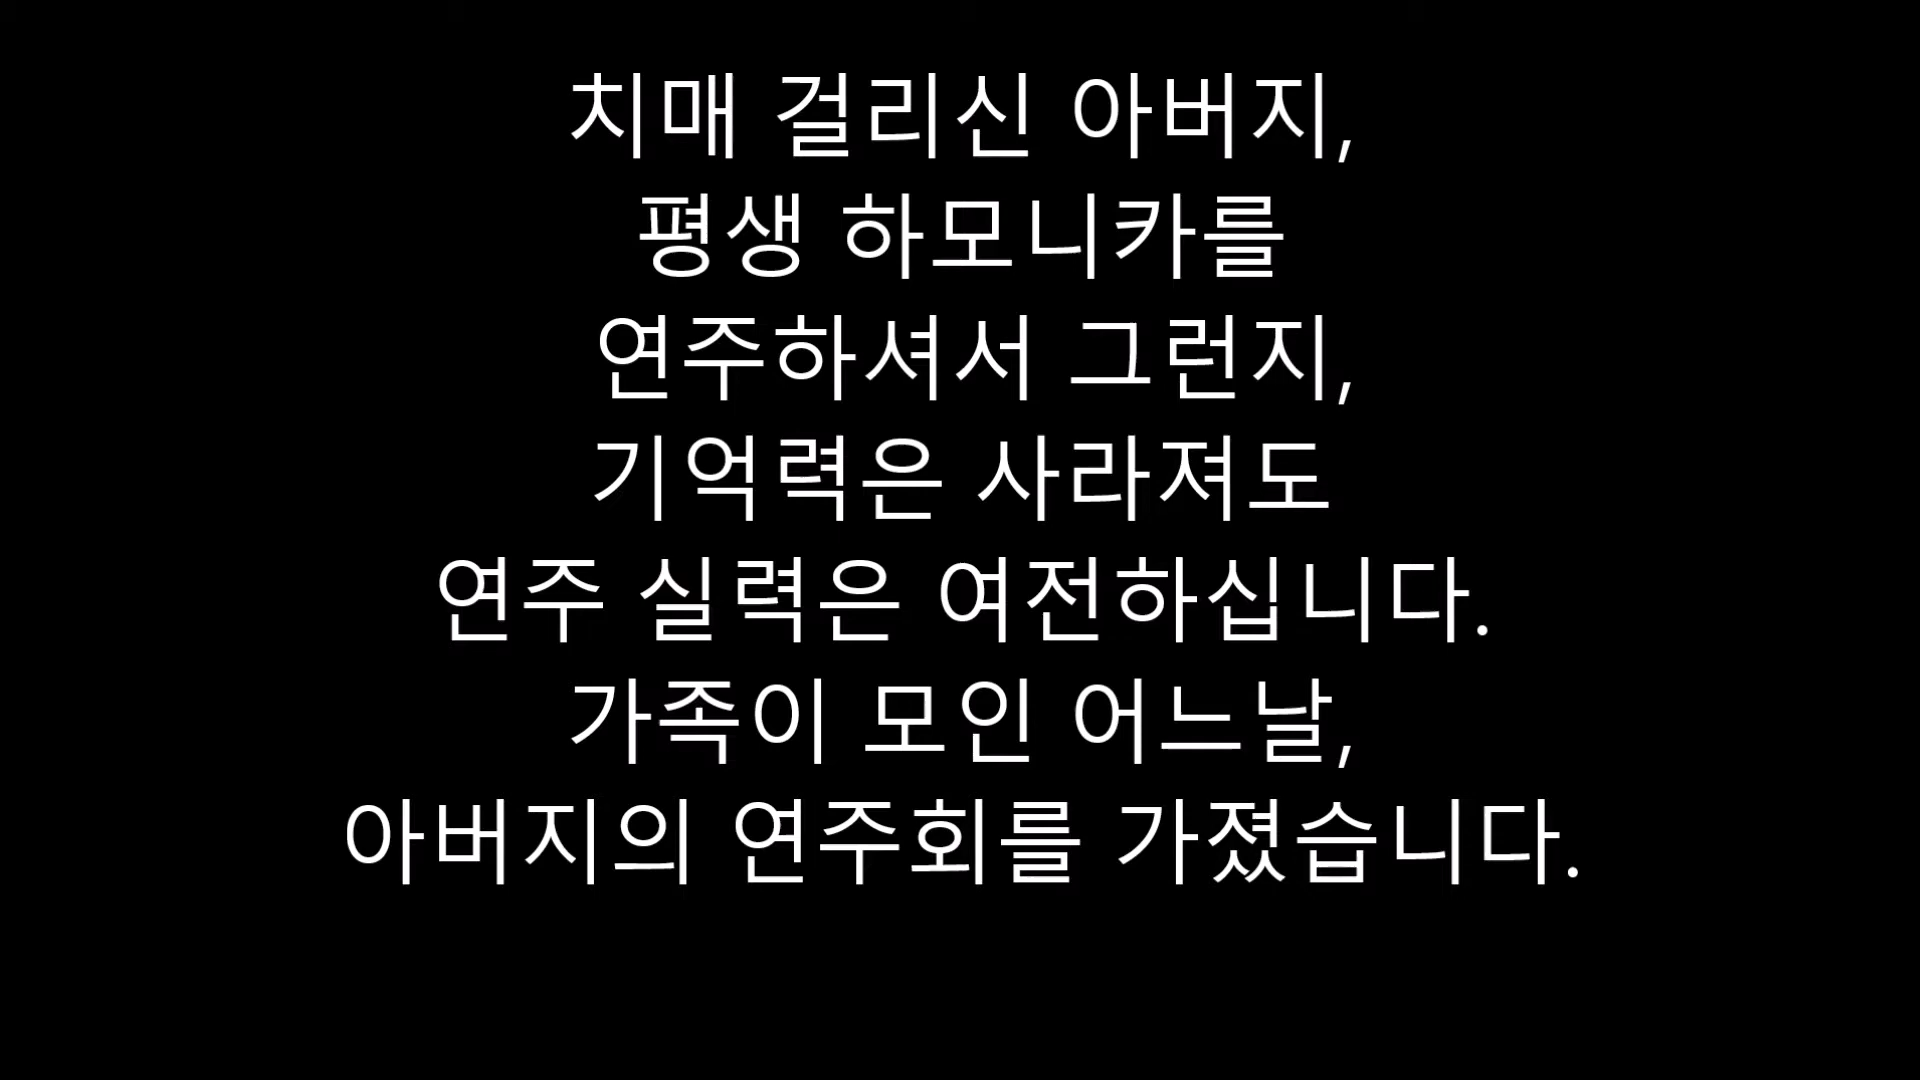 치매 걸리신 아버지,
평생 하모니카를
연주하셔서 그런지,
기억력은 사라져도
연주 실력은 여전하십니다.
가족이 모인 어느날,
아버지의 연주회를 가졌습니다.